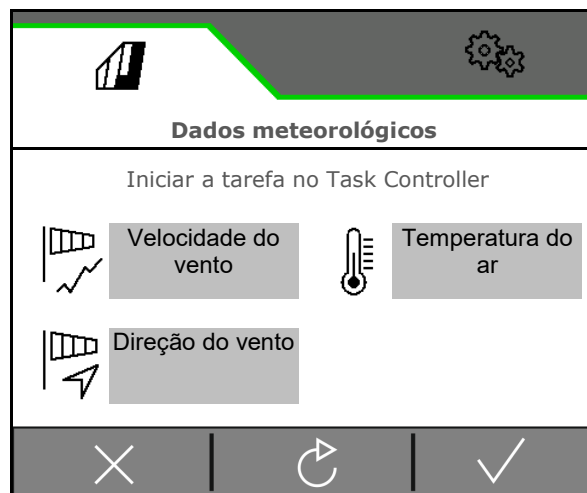 Dados meteorológicos
Iniciar a tarefa no Task Controller
Velocidade do
vento
Temperatura do
ar
Direção do vento